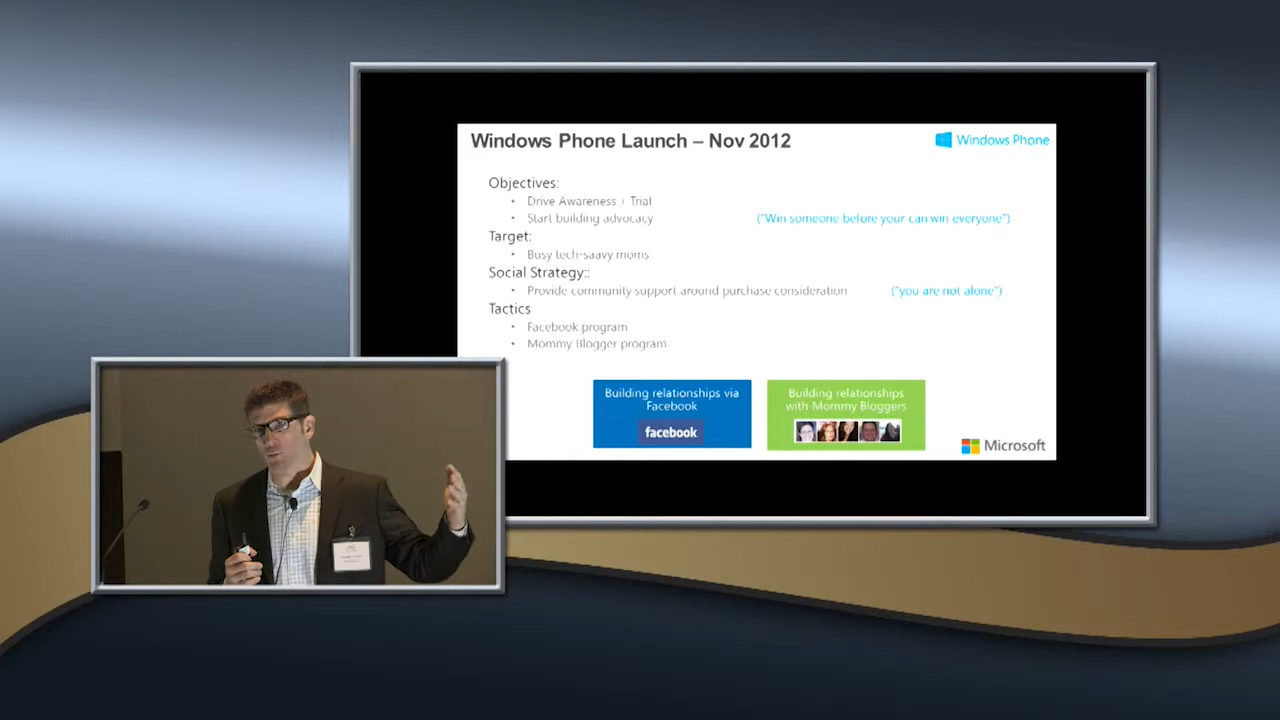 Windows Phone Launch – Nov 2012
Windows Phone
Objectives:
• Drive Awareness + Trial
• Start building advocacy ("Win someone before your can win everyone")
Target:
• Busy tech-saavy moms
Social Strategy::
• Provide community support around purchase consideration ("you are not alone")
Tactics
• Facebook program
• Mommy Blogger program
Building relationships via
Facebook
facebook
Building relationships
with Mommy Bloggers
Microsoft